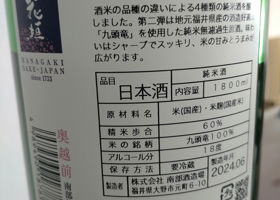 酒米の品種の違いによる4種類の純米酒を醸
しました。第二弾は地元福井県産の酒造好適米
「九頭竜」を使用した純米無濾過生原酒。味わ
いはシャープでスッキリ、米の甘みとうまみが
広がります。
花垣
HANAGAKI
SAKE-JAPAN
since 1733
奥越前
南部
品目 純米酒
日本酒 内容量 1800ml
原材料名 米(国産)・米麹(国産米)
精米歩合 60%
米の銘柄 九頭竜100%
アルコール分 18度
保存方法 要冷蔵
製造年月 2024.06
製造者 株式会社 南部酒造場
福井県大野市元町6-10